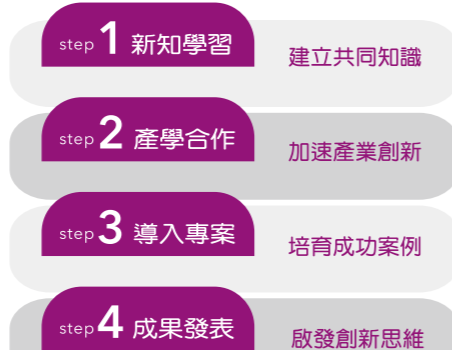 step 1 新知學習
建立共同知識
step 2 產學合作
加速產業創新
step 3 導入專案
培育成功案例
step 4 成果發表
啟發創新思維